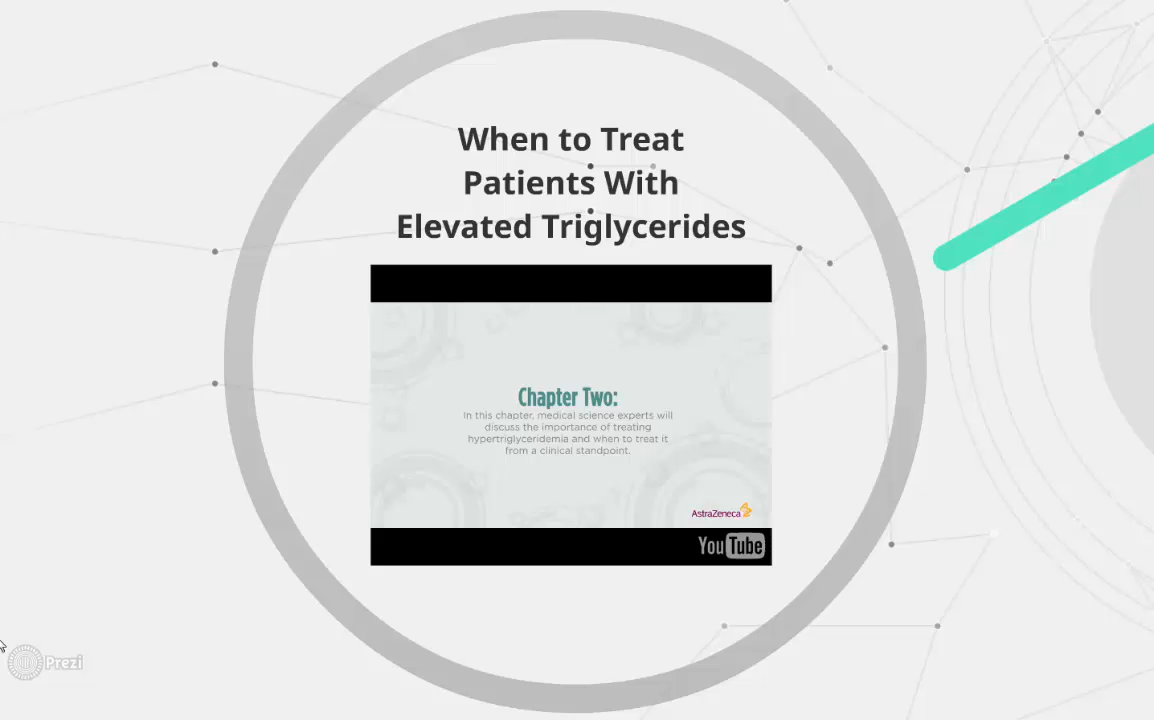 When to Treat
Patients With
Elevated Triglycerides
Chapter Two:
In this chapter, medical science experts will
discuss the importance of treating
hypertriglyceridemia and when to treat it
from a clinical standpoint.
AstraZeneca
YouTube
Prezi